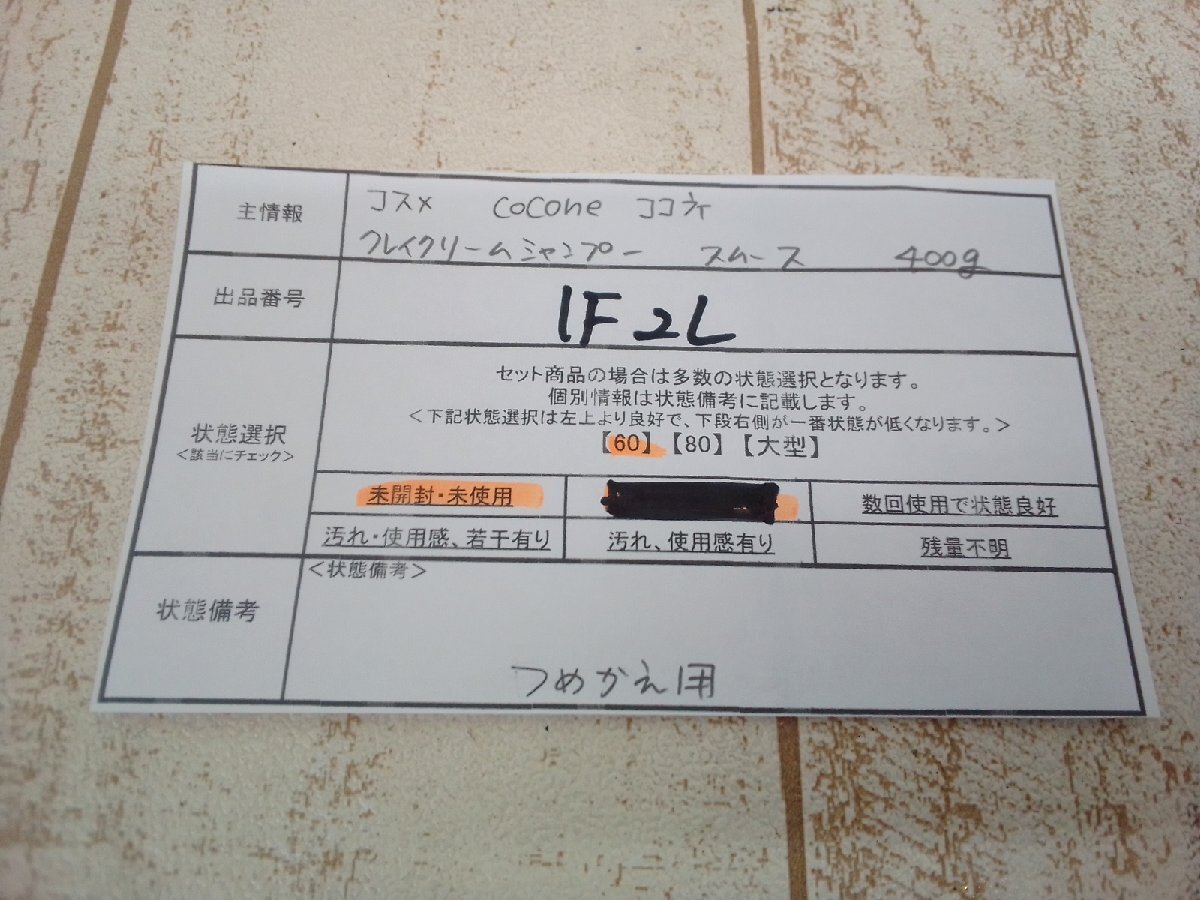 主情報
コスメ cocone ココネ
クレイクリームシャンプー スムース 400g
出品番号
1F2L
状態選択
<該当にチェック>
セット商品の場合は多数の状態選択となります。
個別情報は状態備考に記載します。
<下記状態選択は左上より良好で、下段右側が一番状態が低くなります。>
【60】【80】【大型】
未開封・未使用
数回使用で状態良好
汚れ・使用感、若干有り
汚れ、使用感有り
残量不明
状態備考
<状態備考>
つめかえ用